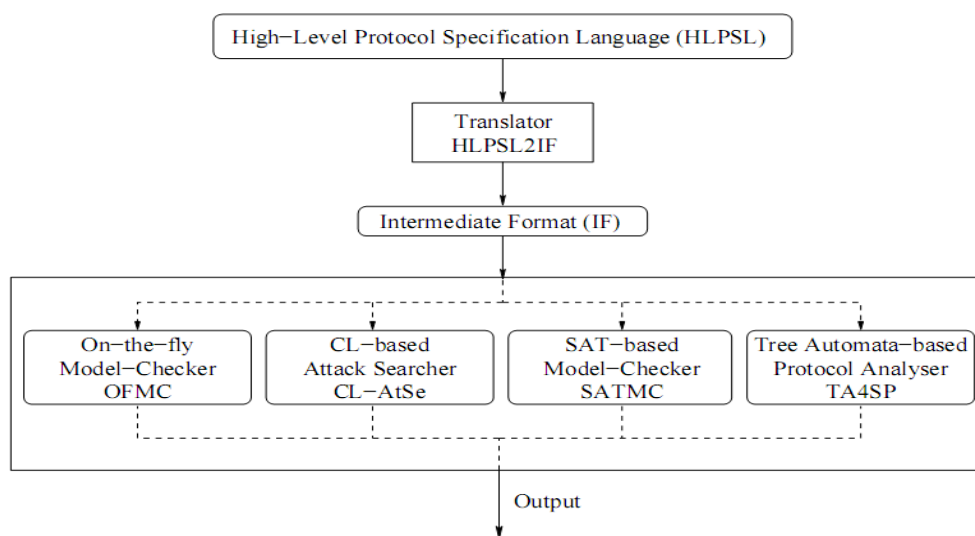 High−Level Protocol Specification Language (HLPSL)
Translator
HLPSL2IF
Intermediate Format (IF)
On−the−fly
Model−Checker
OFMC
CL−based
Attack Searcher
CL−AtSe
SAT−based
Model−Checker
SATMC
Tree Automata−based
Protocol Analyser
TA4SP
Output